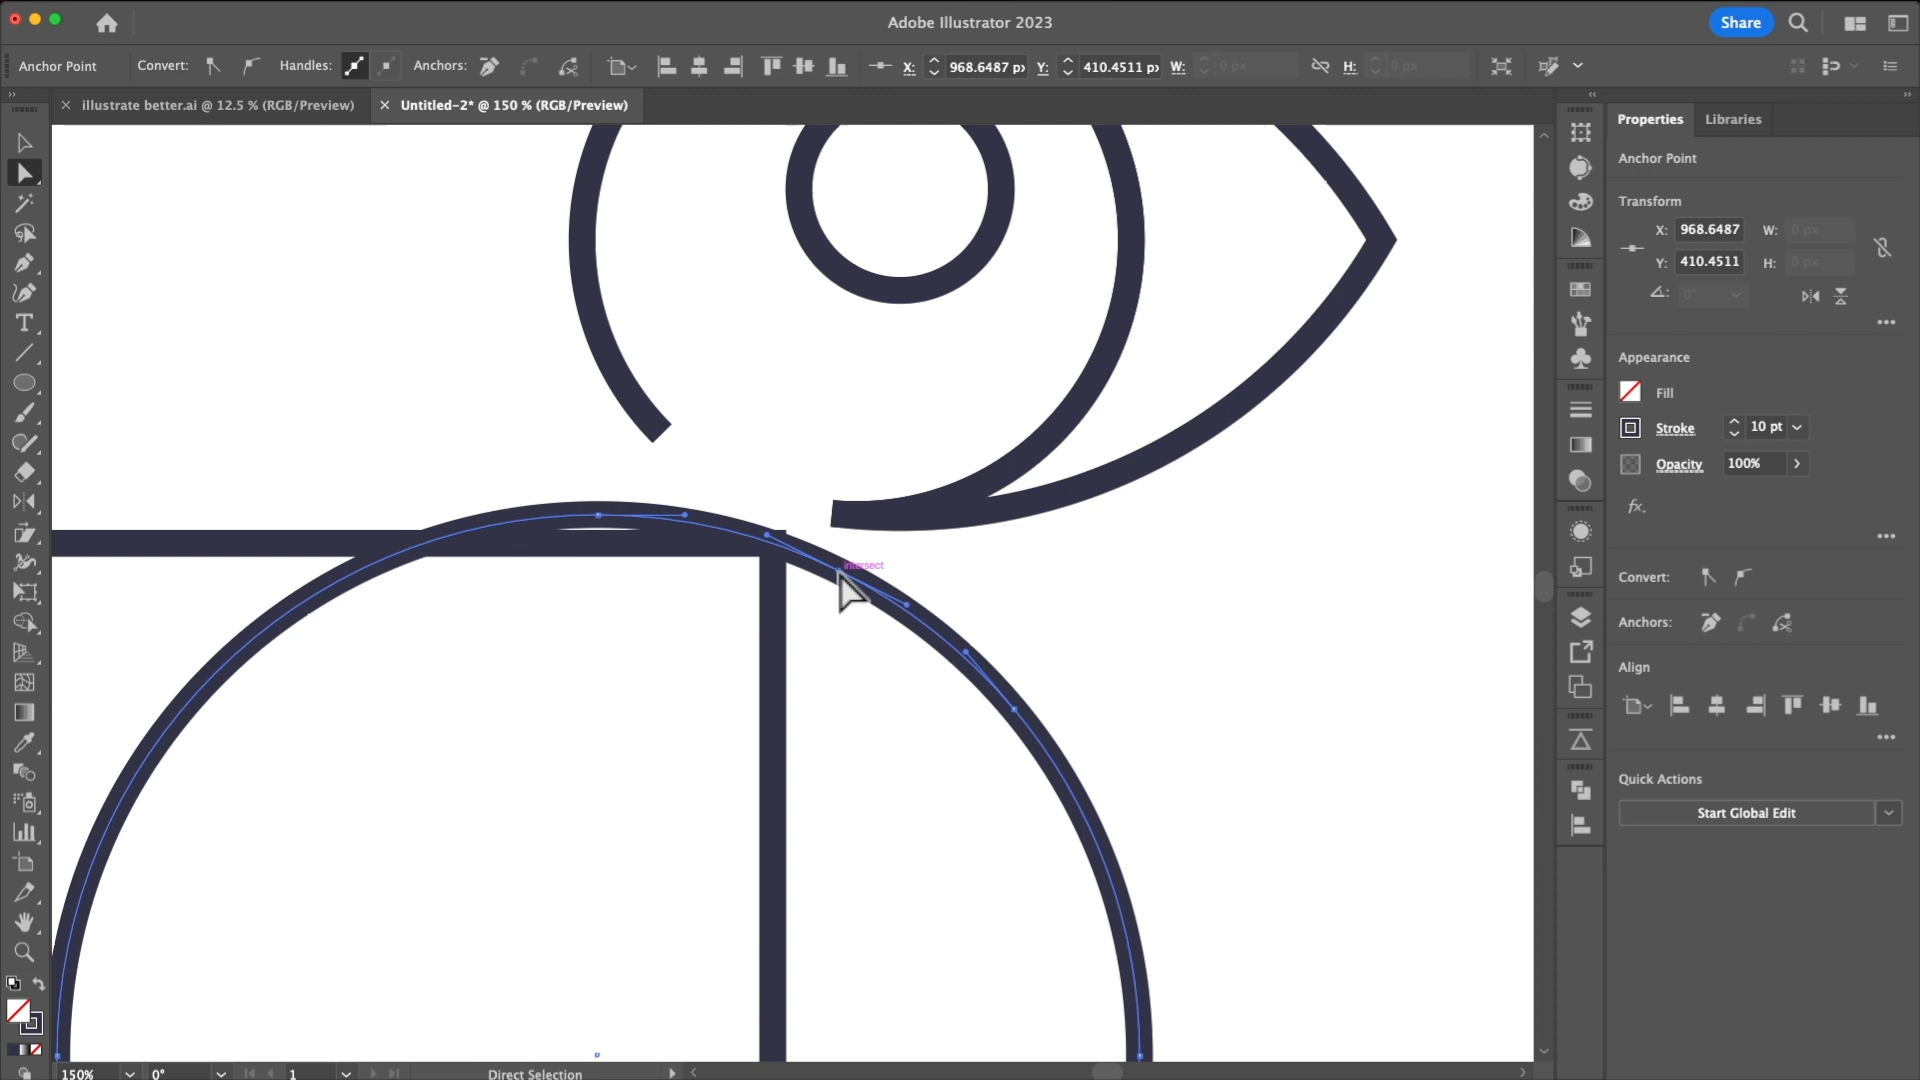 Adobe Illustrator 2023
Share
Anchor Point
Convert:
Handles:
Anchors:
X:
968.6487 px
Y:
410.4511 px
W:
0 px
H:
0 px
illustrate better.ai @ 12.5 % (RGB/Preview)
Untitled-2* @ 150 % (RGB/Preview)
Properties
Libraries
Anchor Point
Transform
X:
968.6487
W:
0 px
Y:
410.4511
H:
0 px
0°
Appearance
Fill
Stroke
10 pt
Opacity
100%
fx.
intersect
Convert:
Anchors:
Align
Quick Actions
Start Global Edit
150%
0°
1
Direct Selection